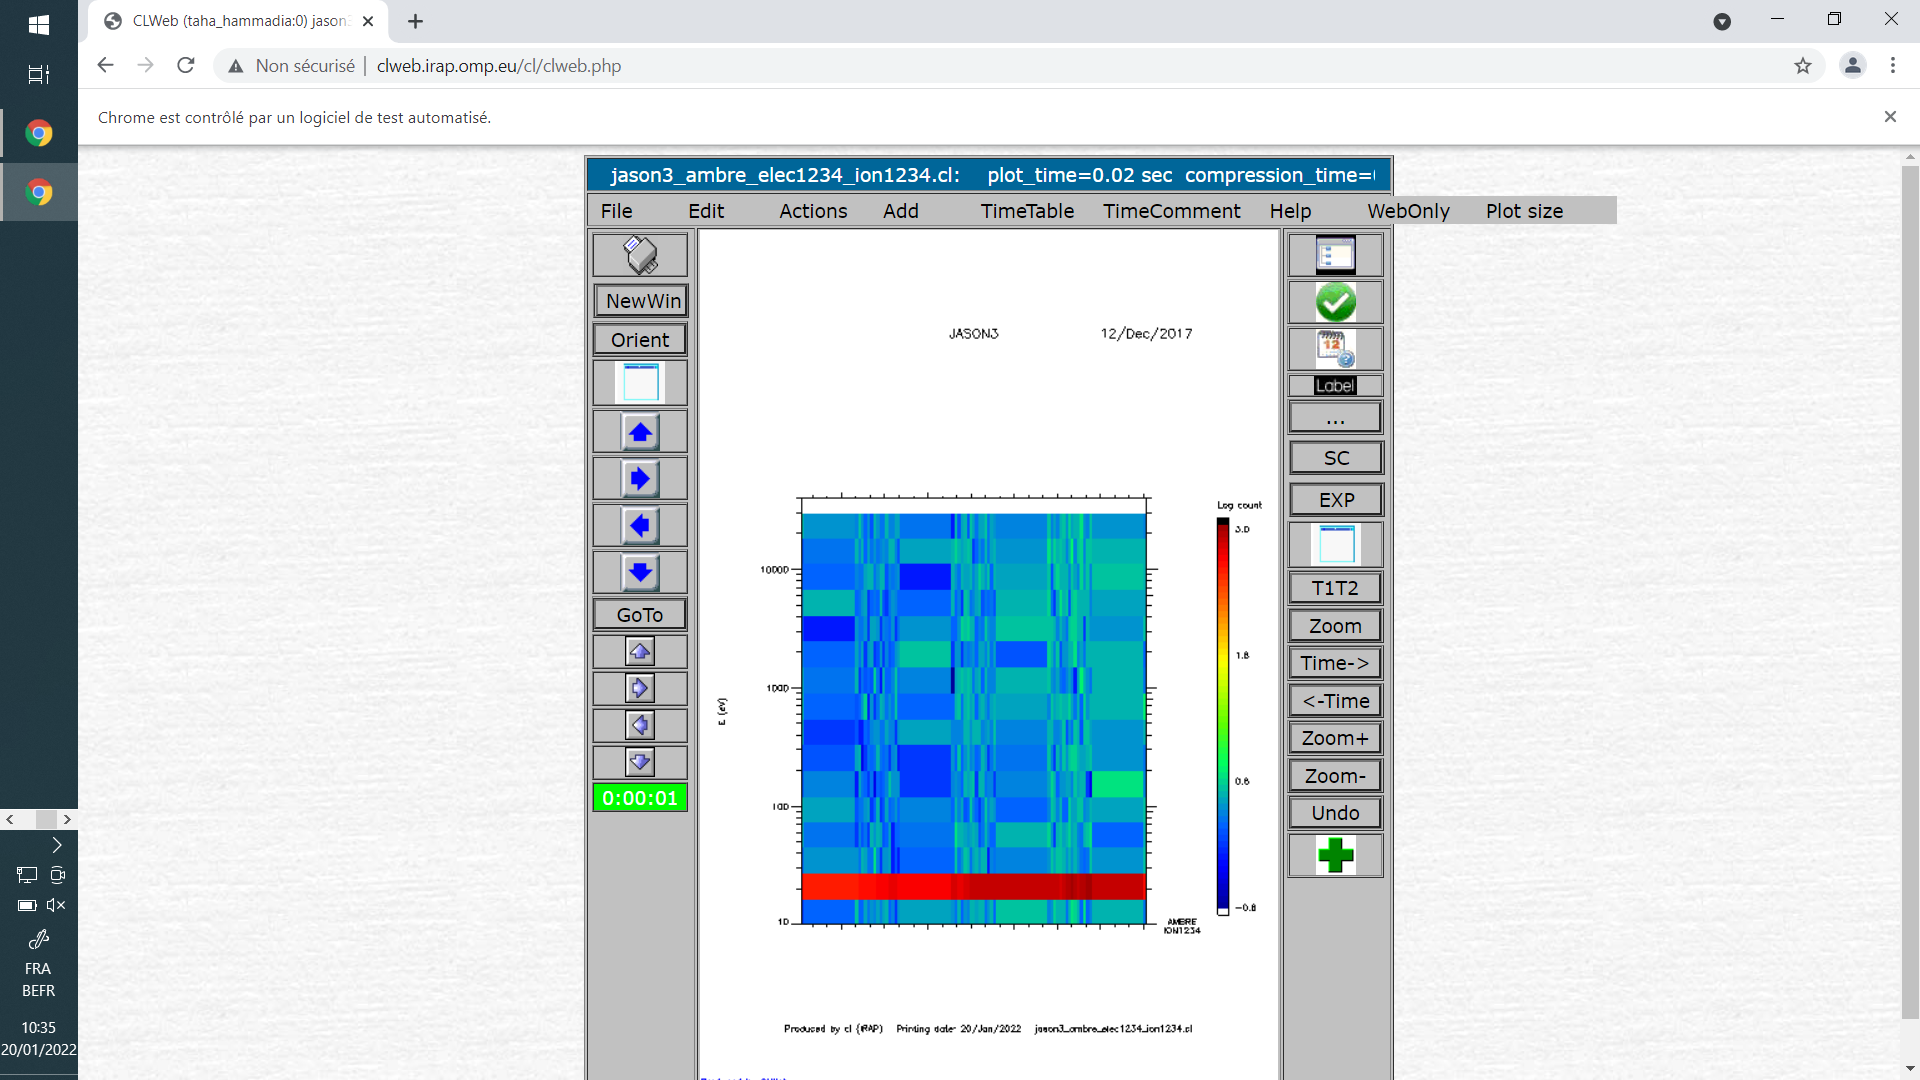 CLWeb (taha_hammadia:0) jason3
Non sécurisé | clweb.irap.omp.eu/cl/clweb.php
Chrome est contrôlé par un logiciel de test automatisé.
jason3_ambre_elec1234_ion1234.cl: plot_time=0.02 sec compression_time=
File Edit Actions Add TimeTable TimeComment Help WebOnly Plot size
NewWin
Orient
GoTo
0:00:01
JASON3 12/Dec/2017
Log count
3.0
1.8
0.6
-0.8
10000
1000
100
10
E (eV)
AMBRE
ION1234
Produced by cl (IRAP) Printing date: 20/Jan/2022 jason3_ambre_elec1234_ion1234.cl
12
Label
...
SC
EXP
T1T2
Zoom
Time->
<-Time
Zoom+
Zoom-
Undo
FRA
BEFR
10:35
20/01/2022